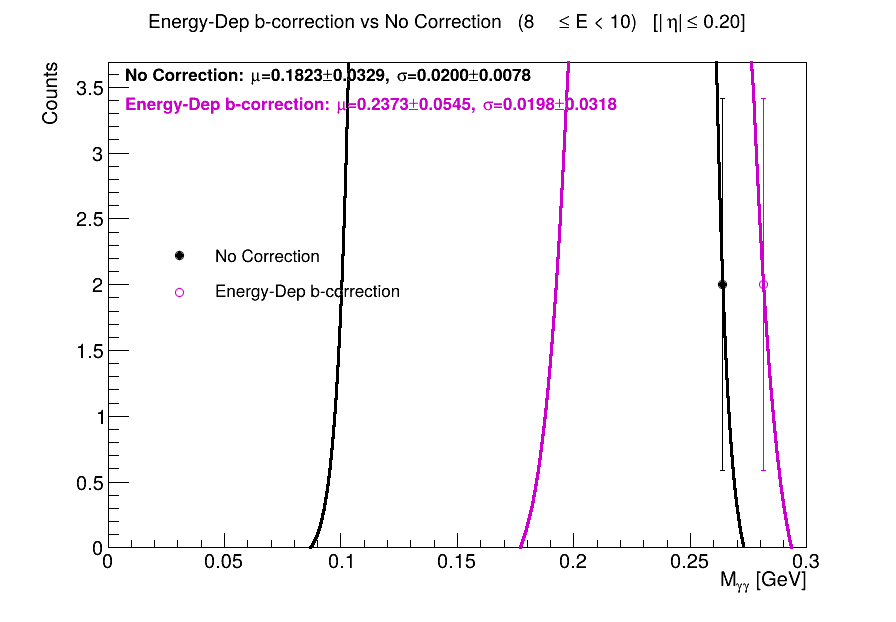 Energy-Dep b-correction vs No Correction (8 ≤ E < 10) [|η| ≤ 0.20]
Counts
No Correction: μ=0.1823±0.0329, σ=0.0200±0.0078
Energy-Dep b-correction: μ=0.2373±0.0545, σ=0.0198±0.0318
3.5
3
2.5
No Correction
2
Energy-Dep b-correction
1.5
1
0.5
0
0 0.05 0.1 0.15 0.2 0.25 0.3
Mγγ [GeV]